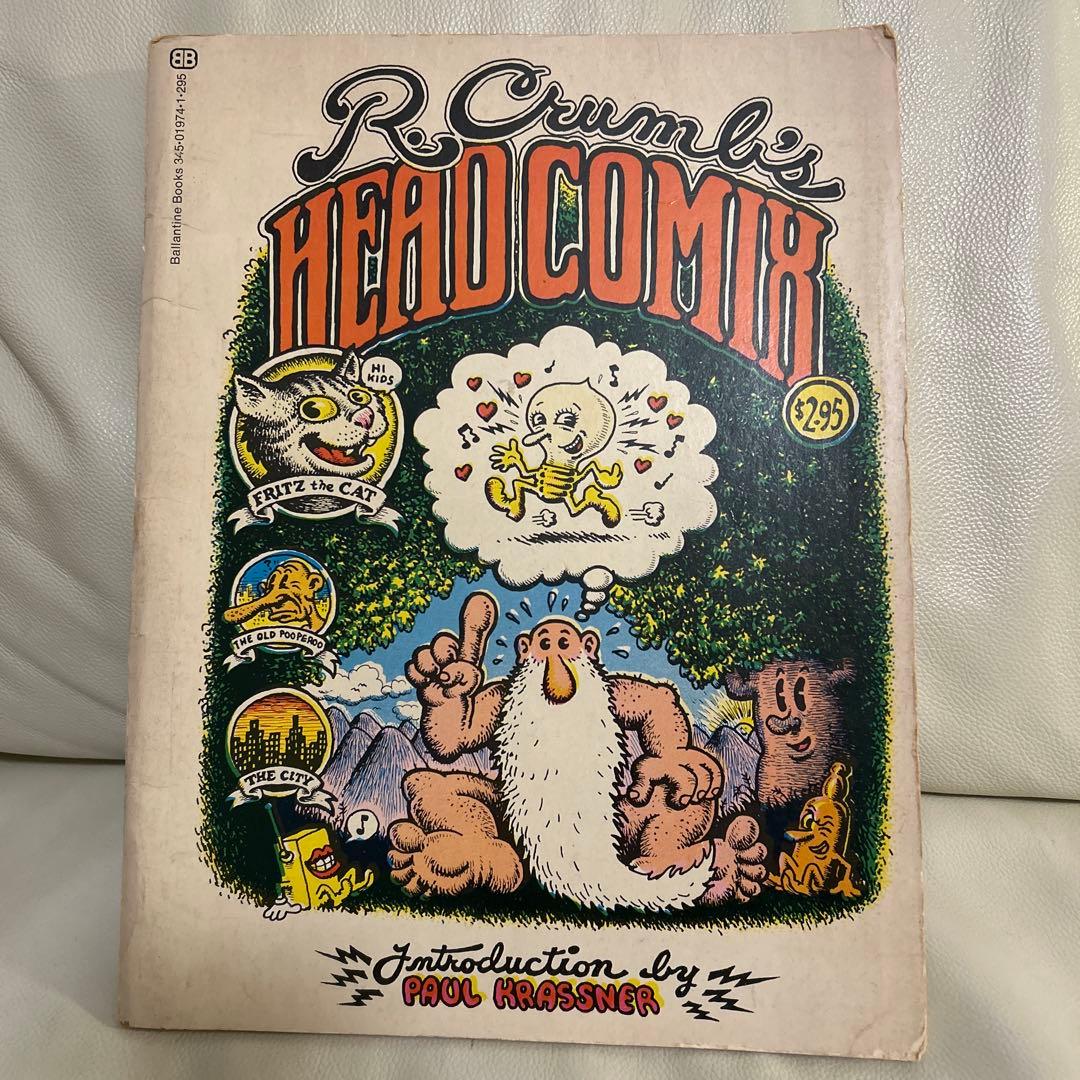 BB
Ballantine Books 345·01974·1·295
R. Crumb's
HEAD COMIX
HI
KIDS
$2.95
FRITZ the CAT
THE OLD POOPEROO
THE CITY
Introduction by
PAUL KRASSNER